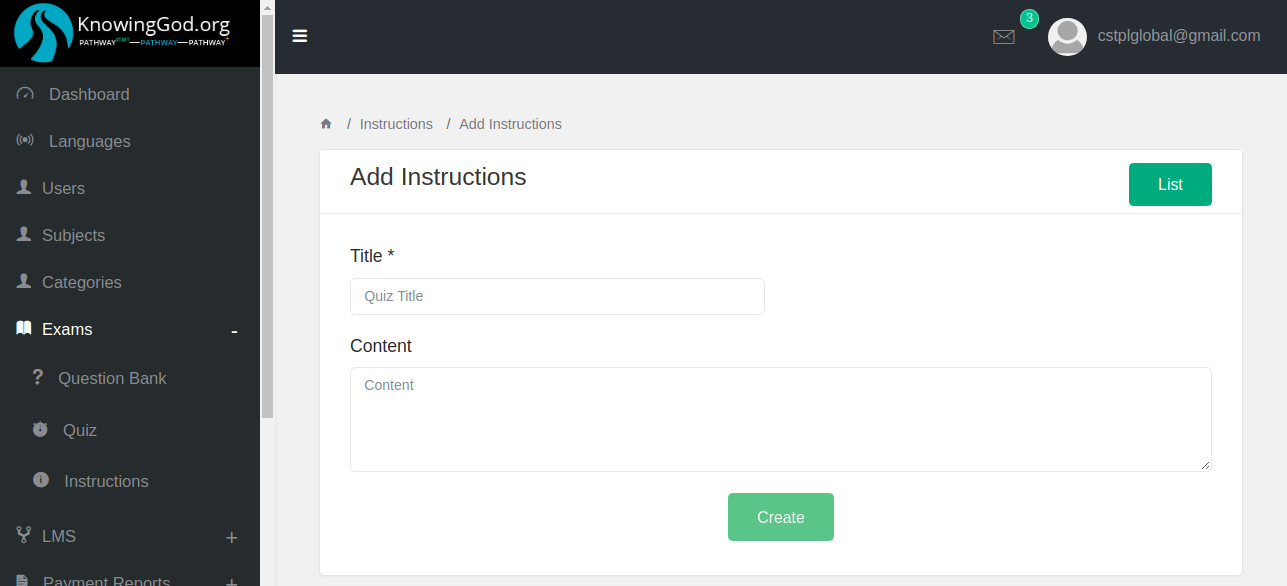 KnowingGod.org
PATHWAY START PATHWAY PATHWAY
3
cstplglobal@gmail.com
Dashboard
Languages
Users
Subjects
Categories
Exams -
Question Bank
Quiz
Instructions
LMS +
Payment Reports +
/ Instructions / Add Instructions
Add Instructions
List
Title *
Quiz Title
Content
Content
Create